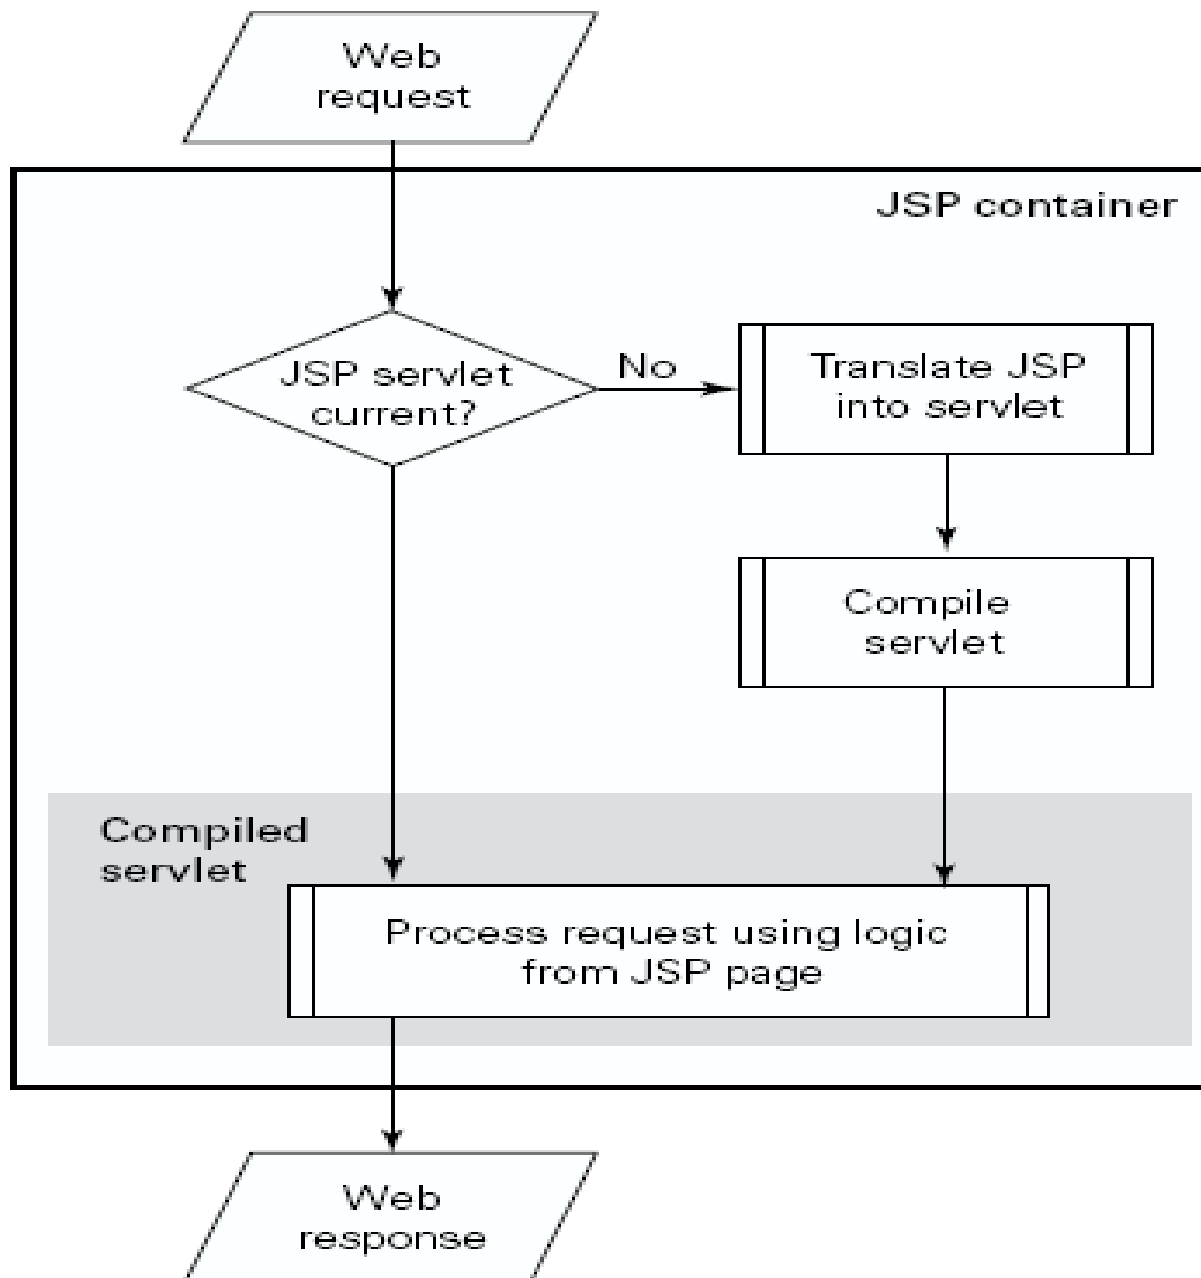 Web
request
JSP container
JSP servlet
current?
No
Translate JSP
into servlet
Compile
servlet
Compiled
servlet
Process request using logic
from JSP page
Web
response